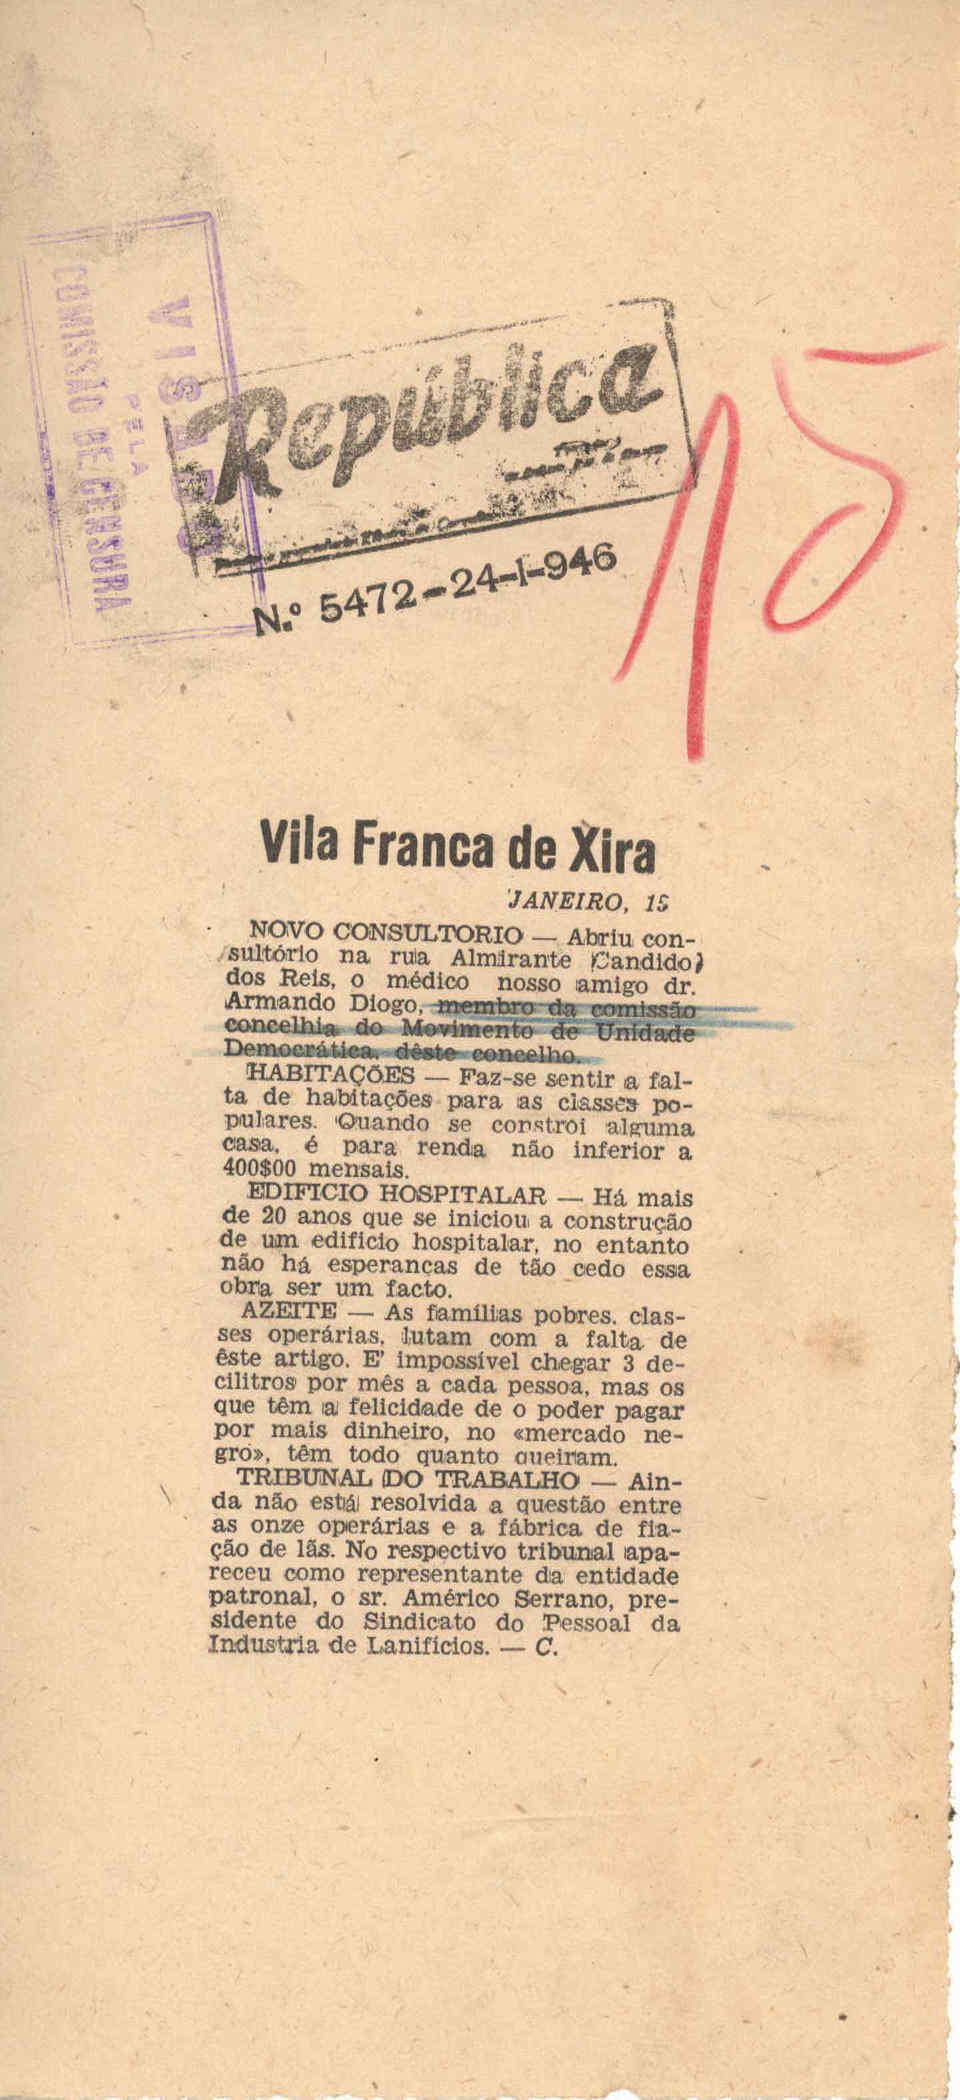 VISADO
PELA
COMISSÃO DE CENSURA
República
N.º 5472-24-I-946
15
Vila Franca de Xira
JANEIRO, 15
NOVO CONSULTORIO — Abriu con-
sultório na rua Almirante Candido
dos Reis, o médico nosso amigo dr.
Armando Diogo, membro da comissão
concelhia do Movimento de Unidade
Democrática, dêste concelho.
HABITAÇÕES — Faz-se sentir a fal-
ta de habitações para as classes po-
pulares. Quando se constroi alguma
casa, é para renda não inferior a
400$00 mensais.
EDIFICIO HOSPITALAR — Há mais
de 20 anos que se iniciou a construção
de um edificio hospitalar, no entanto
não há esperanças de tão cedo essa
obra ser um facto.
AZEITE — As famílias pobres, clas-
ses operárias, lutam com a falta de
êste artigo. E' impossível chegar 3 de-
cilitros por mês a cada pessoa, mas os
que têm a felicidade de o poder pagar
por mais dinheiro, no «mercado ne-
gro», têm todo quanto queiram.
TRIBUNAL DO TRABALHO — Ain-
da não está resolvida a questão entre
as onze operárias e a fábrica de fia-
ção de lãs. No respectivo tribunal apa-
receu como representante da entidade
patronal, o sr. Américo Serrano, pre-
sidente do Sindicato do Pessoal da
Industria de Lanifícios. — C.